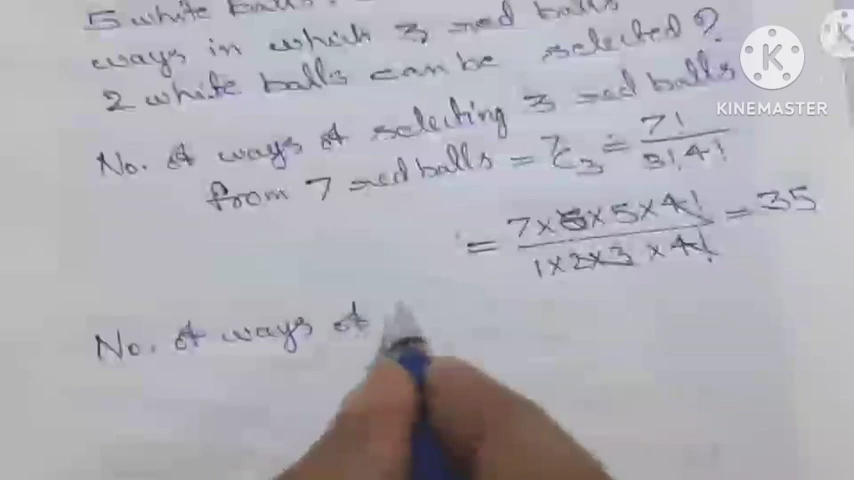 5 white balls.
ways in which 3 red balls
2 white balls can be selected?
No. of ways of selecting 3 red balls
from 7 red balls = ⁷C₃ = 7! / 3! 4!
= 7×6×5×4! / 1×2×3×4! = 35
No. of ways of
K
KINEMASTER